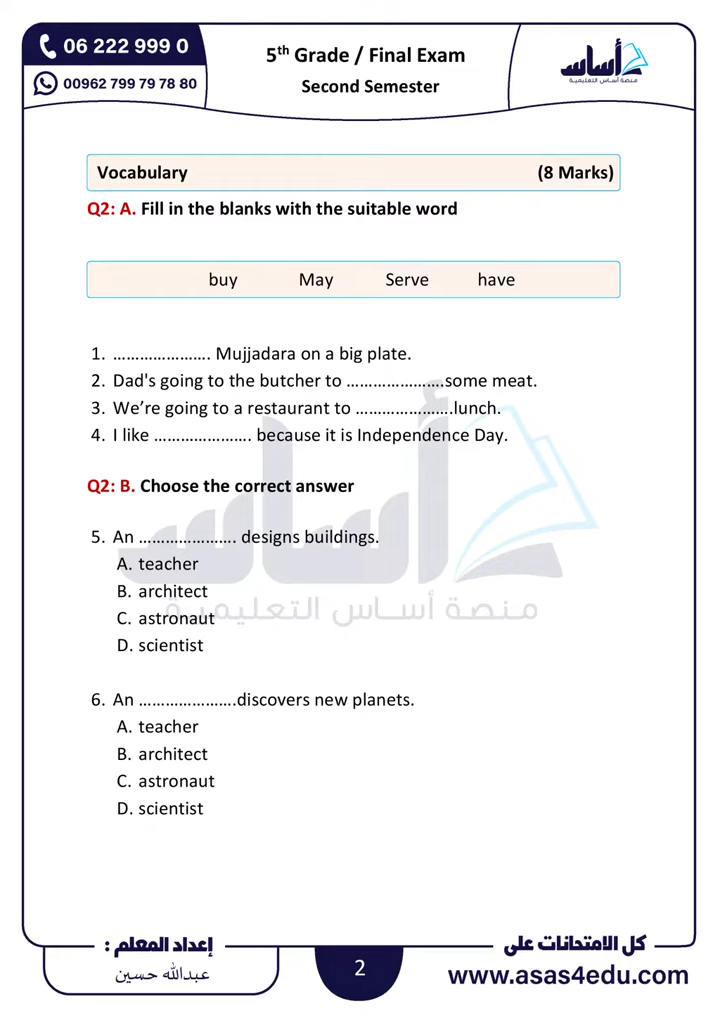 06 222 999 0
00962 799 79 78 80
5th Grade / Final Exam
Second Semester
أساس
منصة أساس التعليمية
Vocabulary (8 Marks)
Q2: A. Fill in the blanks with the suitable word
buy May Serve have
1. ………………… Mujjadara on a big plate.
2. Dad's going to the butcher to ………………….some meat.
3. We’re going to a restaurant to ………………….lunch.
4. I like …………………. because it is Independence Day.
Q2: B. Choose the correct answer
5. An …………………. designs buildings.
A. teacher
B. architect
C. astronaut
D. scientist
أساس
منصة أساس التعليمية
6. An ………………….discovers new planets.
A. teacher
B. architect
C. astronaut
D. scientist
إعداد المعلم :
عبدالله حسين
2
كل الامتحانات على
www.asas4edu.com